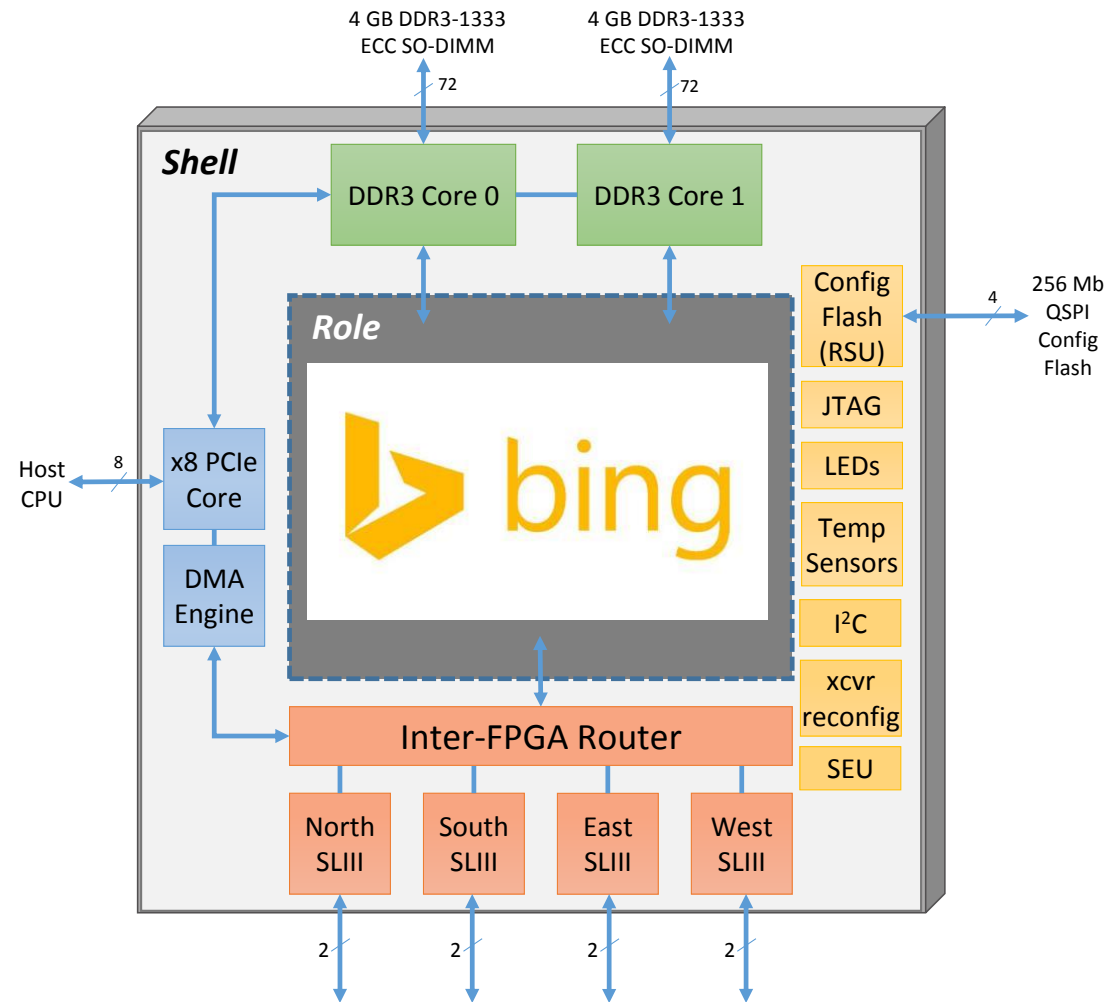 4 GB DDR3-1333
ECC SO-DIMM
4 GB DDR3-1333
ECC SO-DIMM
72
72
Shell
DDR3 Core 0
DDR3 Core 1
Role
bing
Config
Flash
(RSU)
4
256 Mb
QSPI
Config
Flash
JTAG
LEDs
Temp
Sensors
I²C
xcvr
reconfig
SEU
Host
CPU
8
x8 PCIe
Core
DMA
Engine
Inter-FPGA Router
North
SLIII
South
SLIII
East
SLIII
West
SLIII
2
2
2
2